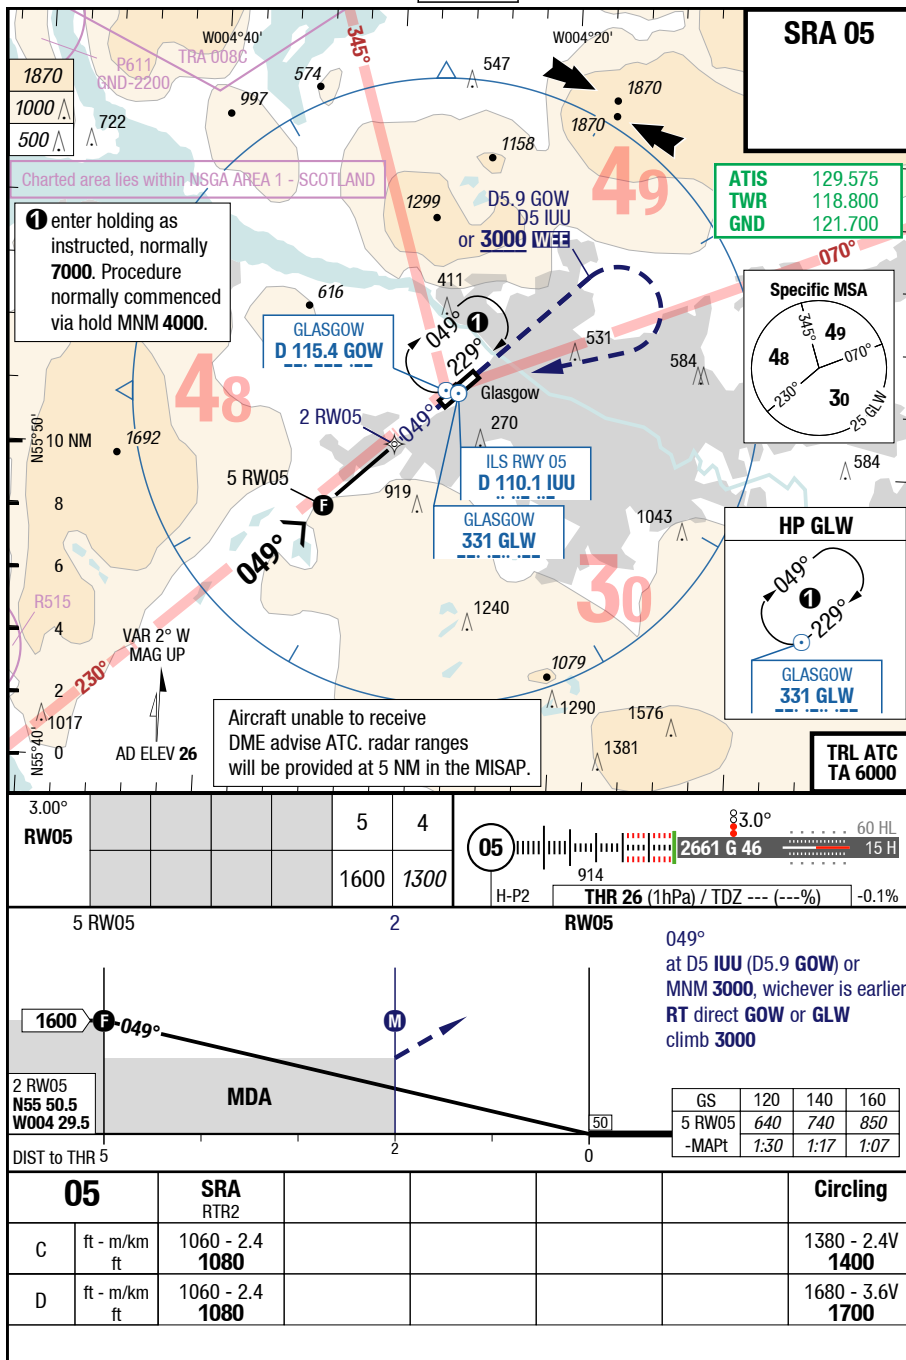 SRA 05
W004°40'
W004°20'
345°
P611
GND-2200
TRA 008C
1870
1000
500
722
997
574
547
1870
1870
1158
1299
49
Charted area lies within NSGA AREA 1 - SCOTLAND
ATIS 129.575
TWR 118.800
GND 121.700
1 enter holding as
instructed, normally
7000. Procedure
normally commenced
via hold MNM 4000.
D5.9 GOW
D5 IUU
or 3000 WEE
070°
411
616
049°
1
229°
GLASGOW
D 115.4 GOW
531
584
Specific MSA
345°
49
48
070°
230°
30
25 GLW
48
Glasgow
2 RW05
049°
270
N55°50'
10 NM
1692
ILS RWY 05
D 110.1 IUU
584
5 RW05
F
919
GLASGOW
331 GLW
8
1043
HP GLW
049°
049°
1
229°
6
R515
30
4
1240
VAR 2° W
MAG UP
GLASGOW
331 GLW
230°
1079
2
1290
1576
1017
1381
N55°40'
0
AD ELEV 26
Aircraft unable to receive
DME advise ATC. radar ranges
will be provided at 5 NM in the MISAP.
TRL ATC
TA 6000
3.00°
RW05
5 4
1600 1300
05
3.0°
60 HL
2661 G 46
15 H
914
H-P2
THR 26 (1hPa) / TDZ --- (---%)
-0.1%
5 RW05 2 RW05
049°
at D5 IUU (D5.9 GOW) or
MNM 3000, wichever is earlier
RT direct GOW or GLW
climb 3000
1600 F 049° M
2 RW05
N55 50.5
W004 29.5
MDA
50
GS 120 140 160
5 RW05 640 740 850
-MAPt 1:30 1:17 1:07
DIST to THR 5 2 0
05 SRA Circling
RTR2
C ft - m/km 1060 - 2.4 1380 - 2.4V
ft 1080 1400
D ft - m/km 1060 - 2.4 1680 - 3.6V
ft 1080 1700